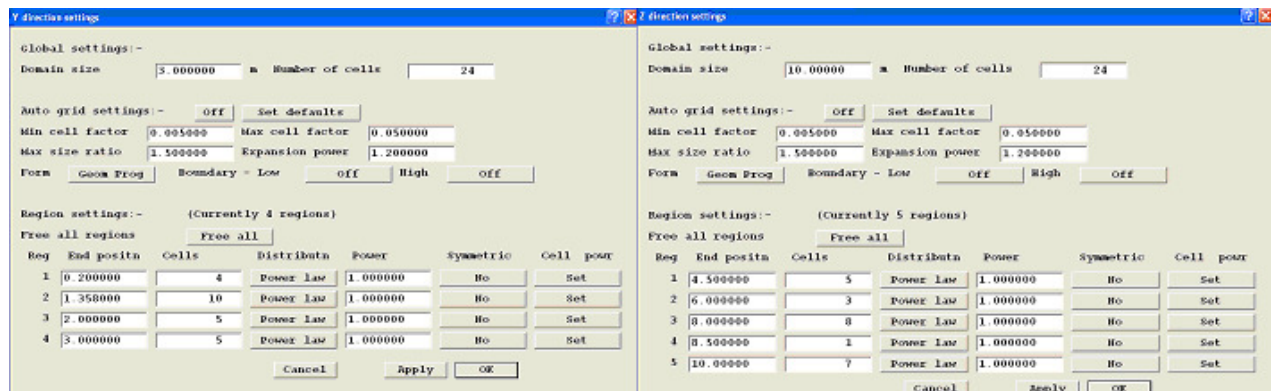 Y direction settings
Global settings:-
Domain size 3.000000 m Number of cells 24
Auto grid settings:- Off Set defaults
Min cell factor 0.005000 Max cell factor 0.050000
Max size ratio 1.500000 Expansion power 1.200000
Form Geom Prog Boundary - Low Off High Off
Region settings:- (Currently 4 regions)
Free all regions Free all
Reg End positn Cells Distributn Power Symmetric Cell powr
1 0.200000 4 Power law 1.000000 No Set
2 1.358000 10 Power law 1.000000 No Set
3 2.000000 5 Power law 1.000000 No Set
4 3.000000 5 Power law 1.000000 No Set
Cancel Apply OK
Z direction settings
Global settings:-
Domain size 10.00000 m Number of cells 24
Auto grid settings:- Off Set defaults
Min cell factor 0.005000 Max cell factor 0.050000
Max size ratio 1.500000 Expansion power 1.200000
Form Geom Prog Boundary - Low Off High Off
Region settings:- (Currently 5 regions)
Free all regions Free all
Reg End positn Cells Distributn Power Symmetric Cell powr
1 4.500000 5 Power law 1.000000 No Set
2 6.000000 3 Power law 1.000000 No Set
3 8.000000 8 Power law 1.000000 No Set
4 8.500000 1 Power law 1.000000 No Set
5 10.00000 7 Power law 1.000000 No Set
Cancel Apply OK